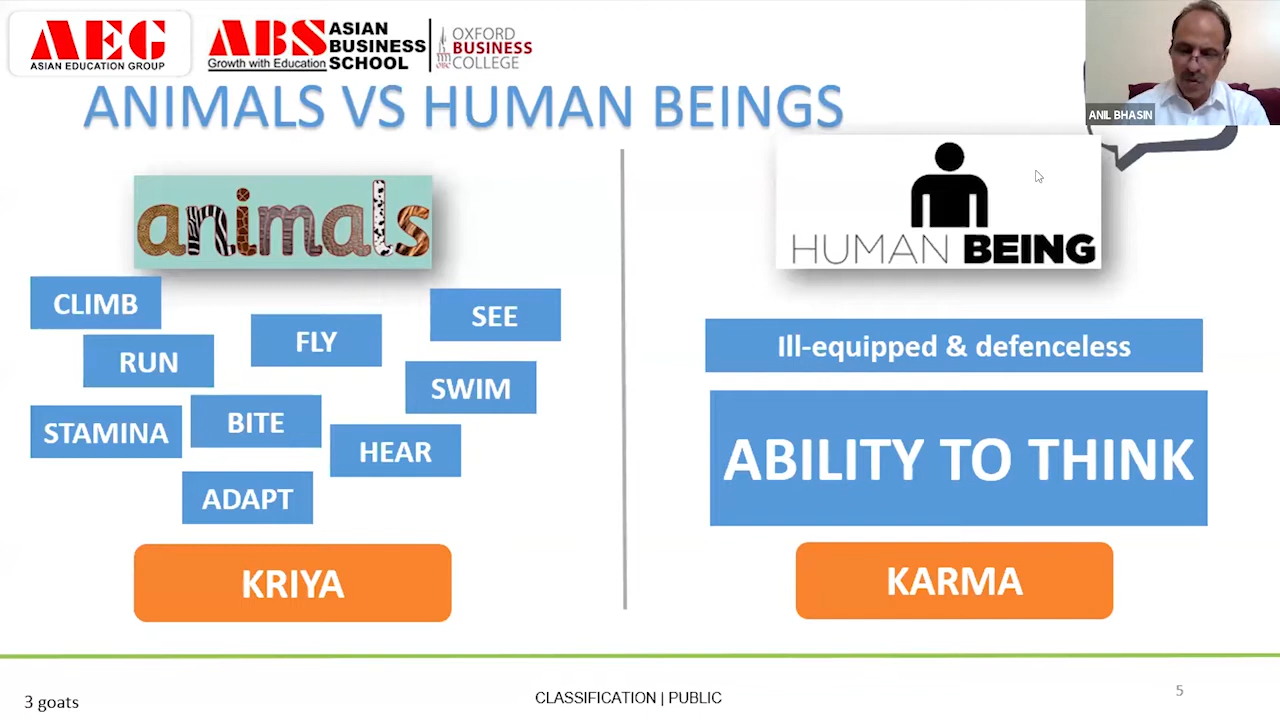 AEG
ASIAN EDUCATION GROUP
ABS
Growth with Education
ASIAN
BUSINESS
SCHOOL
OXFORD
BUSINESS
COLLEGE
ANIL BHASIN
ANIMALS VS HUMAN BEINGS
animals
CLIMB
SEE
FLY
RUN
SWIM
STAMINA
BITE
HEAR
ADAPT
KRIYA
HUMAN BEING
Ill-equipped & defenceless
ABILITY TO THINK
KARMA
3 goats
CLASSIFICATION | PUBLIC
5